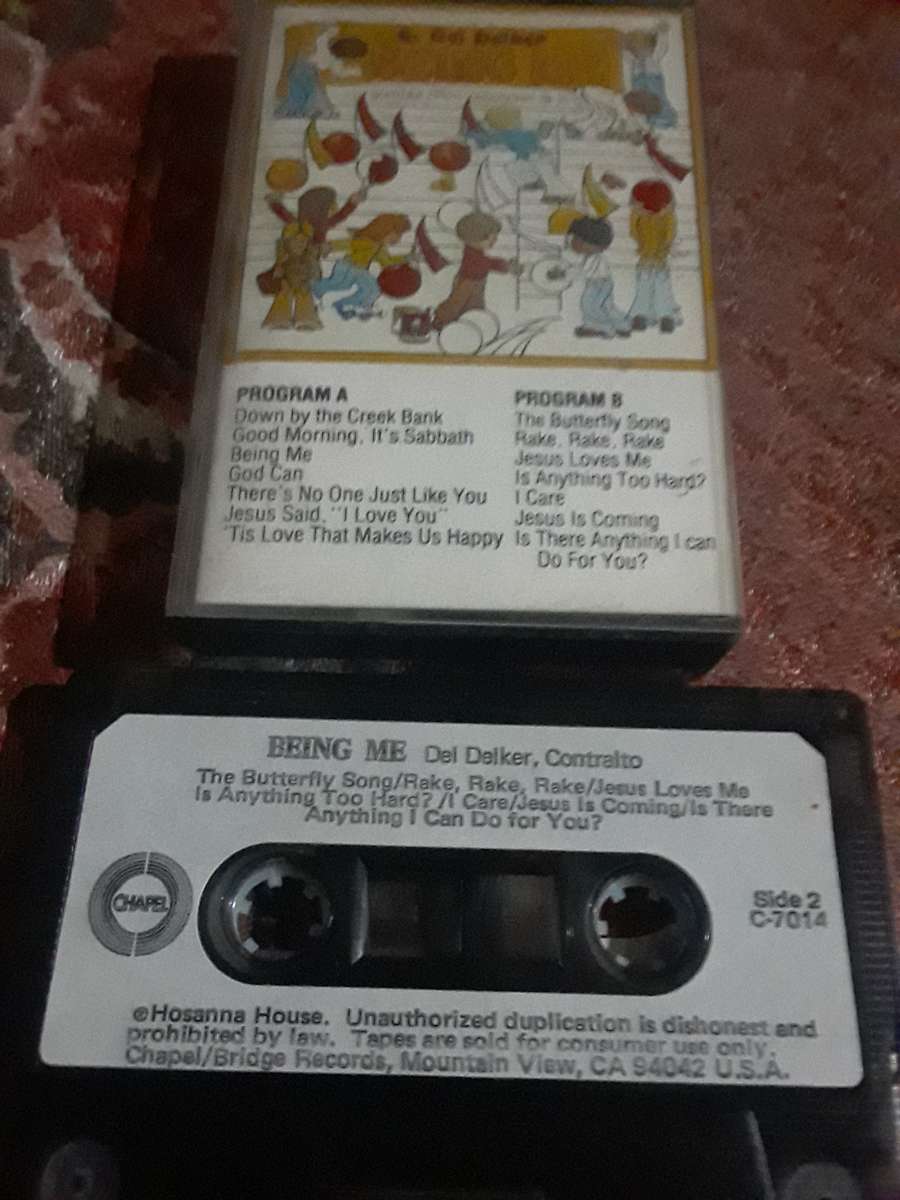 Del Delker
BEING ME
PROGRAM A
Down by the Creek Bank
Good Morning, It's Sabbath
Being Me
God Can
There's No One Just Like You
Jesus Said, "I Love You"
'Tis Love That Makes Us Happy
PROGRAM B
The Butterfly Song
Rake, Rake, Rake
Jesus Loves Me
Is Anything Too Hard?
I Care
Jesus Is Coming
Is There Anything I can
Do For You?
BEING ME Del Delker, Contralto
The Butterfly Song/Rake, Rake, Rake/Jesus Loves Me
Is Anything Too Hard? /I Care/Jesus Is Coming/Is There
Anything I Can Do for You?
CHAPEL
Side 2
C-7014
℗Hosanna House. Unauthorized duplication is dishonest and
prohibited by law. Tapes are sold for consumer use only.
Chapel/Bridge Records, Mountain View, CA 94042 U.S.A.